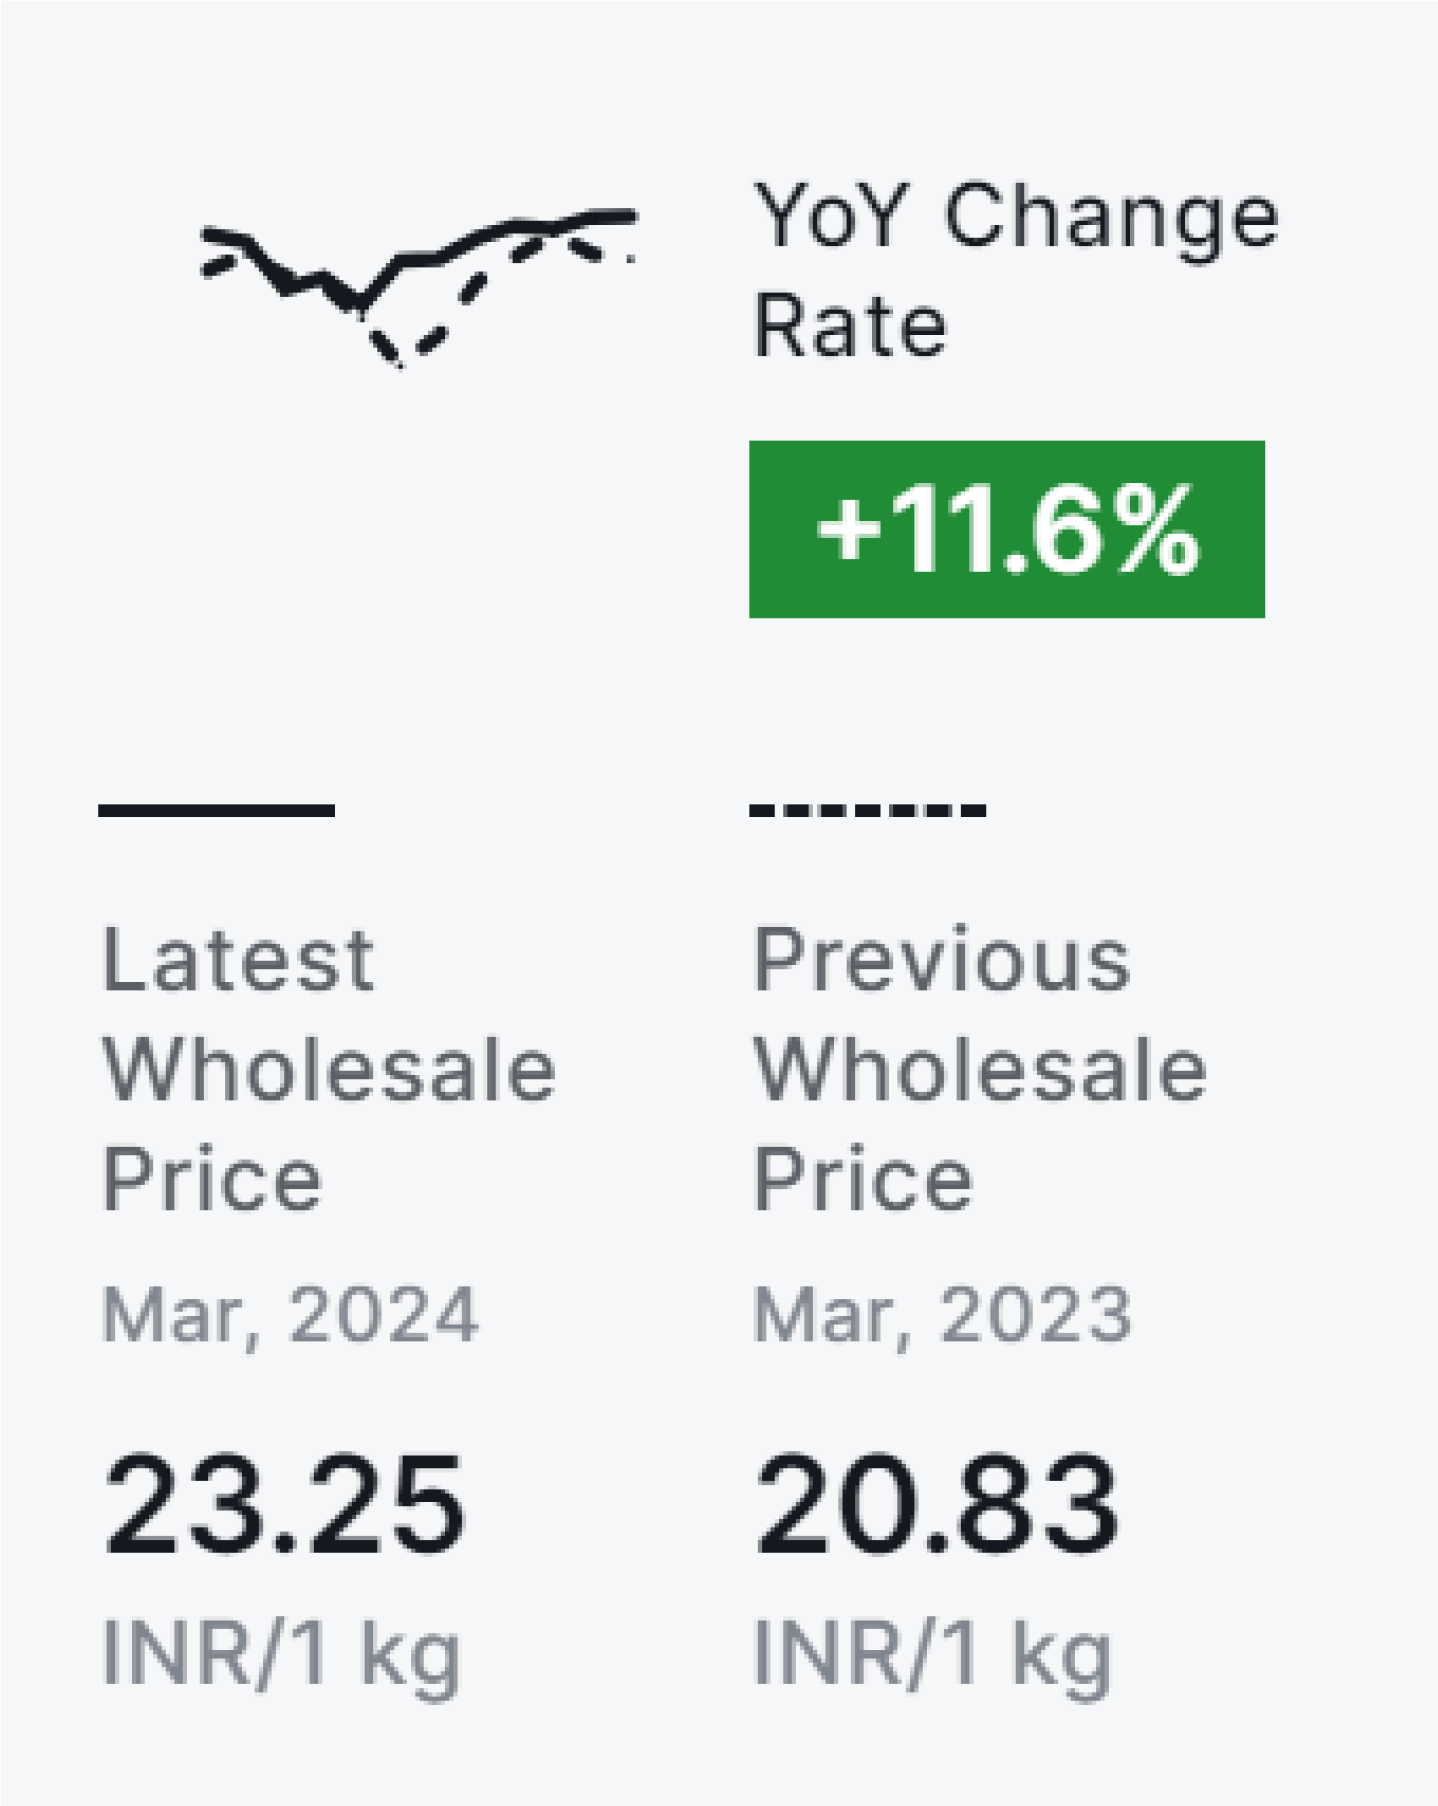 YoY Change
Rate
+11.6%
Latest
Wholesale
Price
Mar, 2024
23.25
INR/1 kg
Previous
Wholesale
Price
Mar, 2023
20.83
INR/1 kg